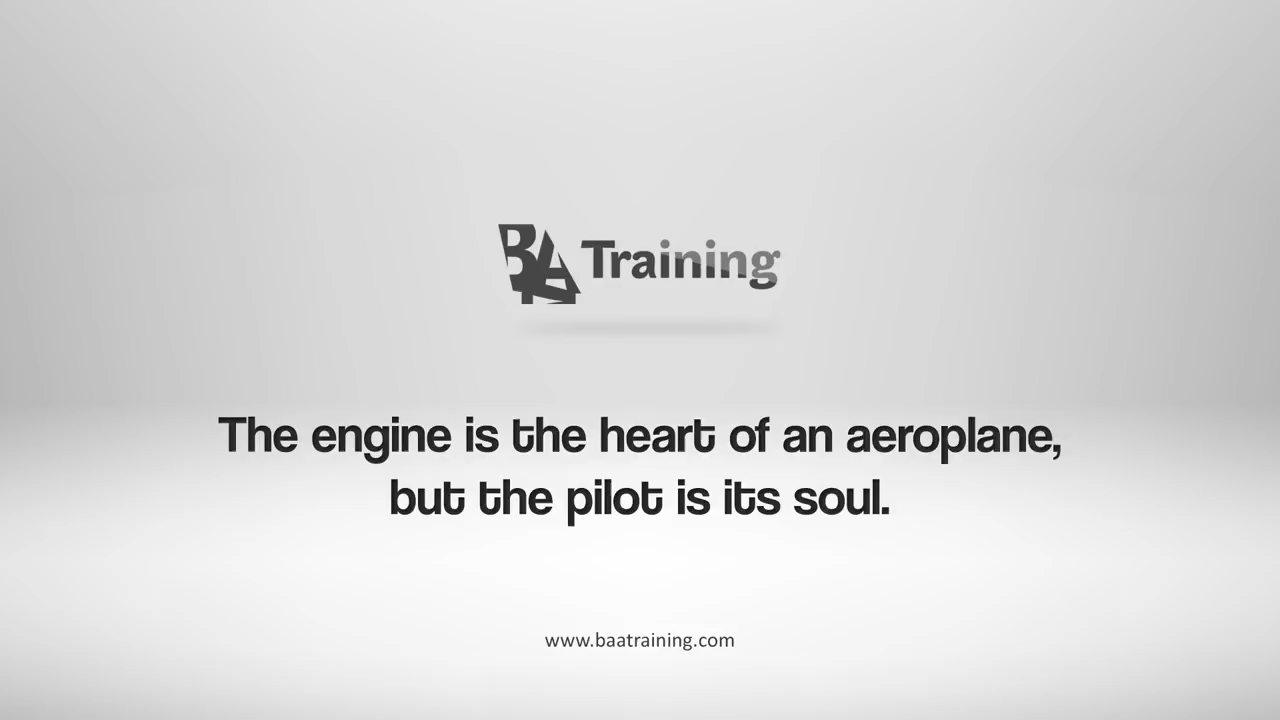 BAA Training
The engine is the heart of an aeroplane,
but the pilot is its soul.
www.baatraining.com